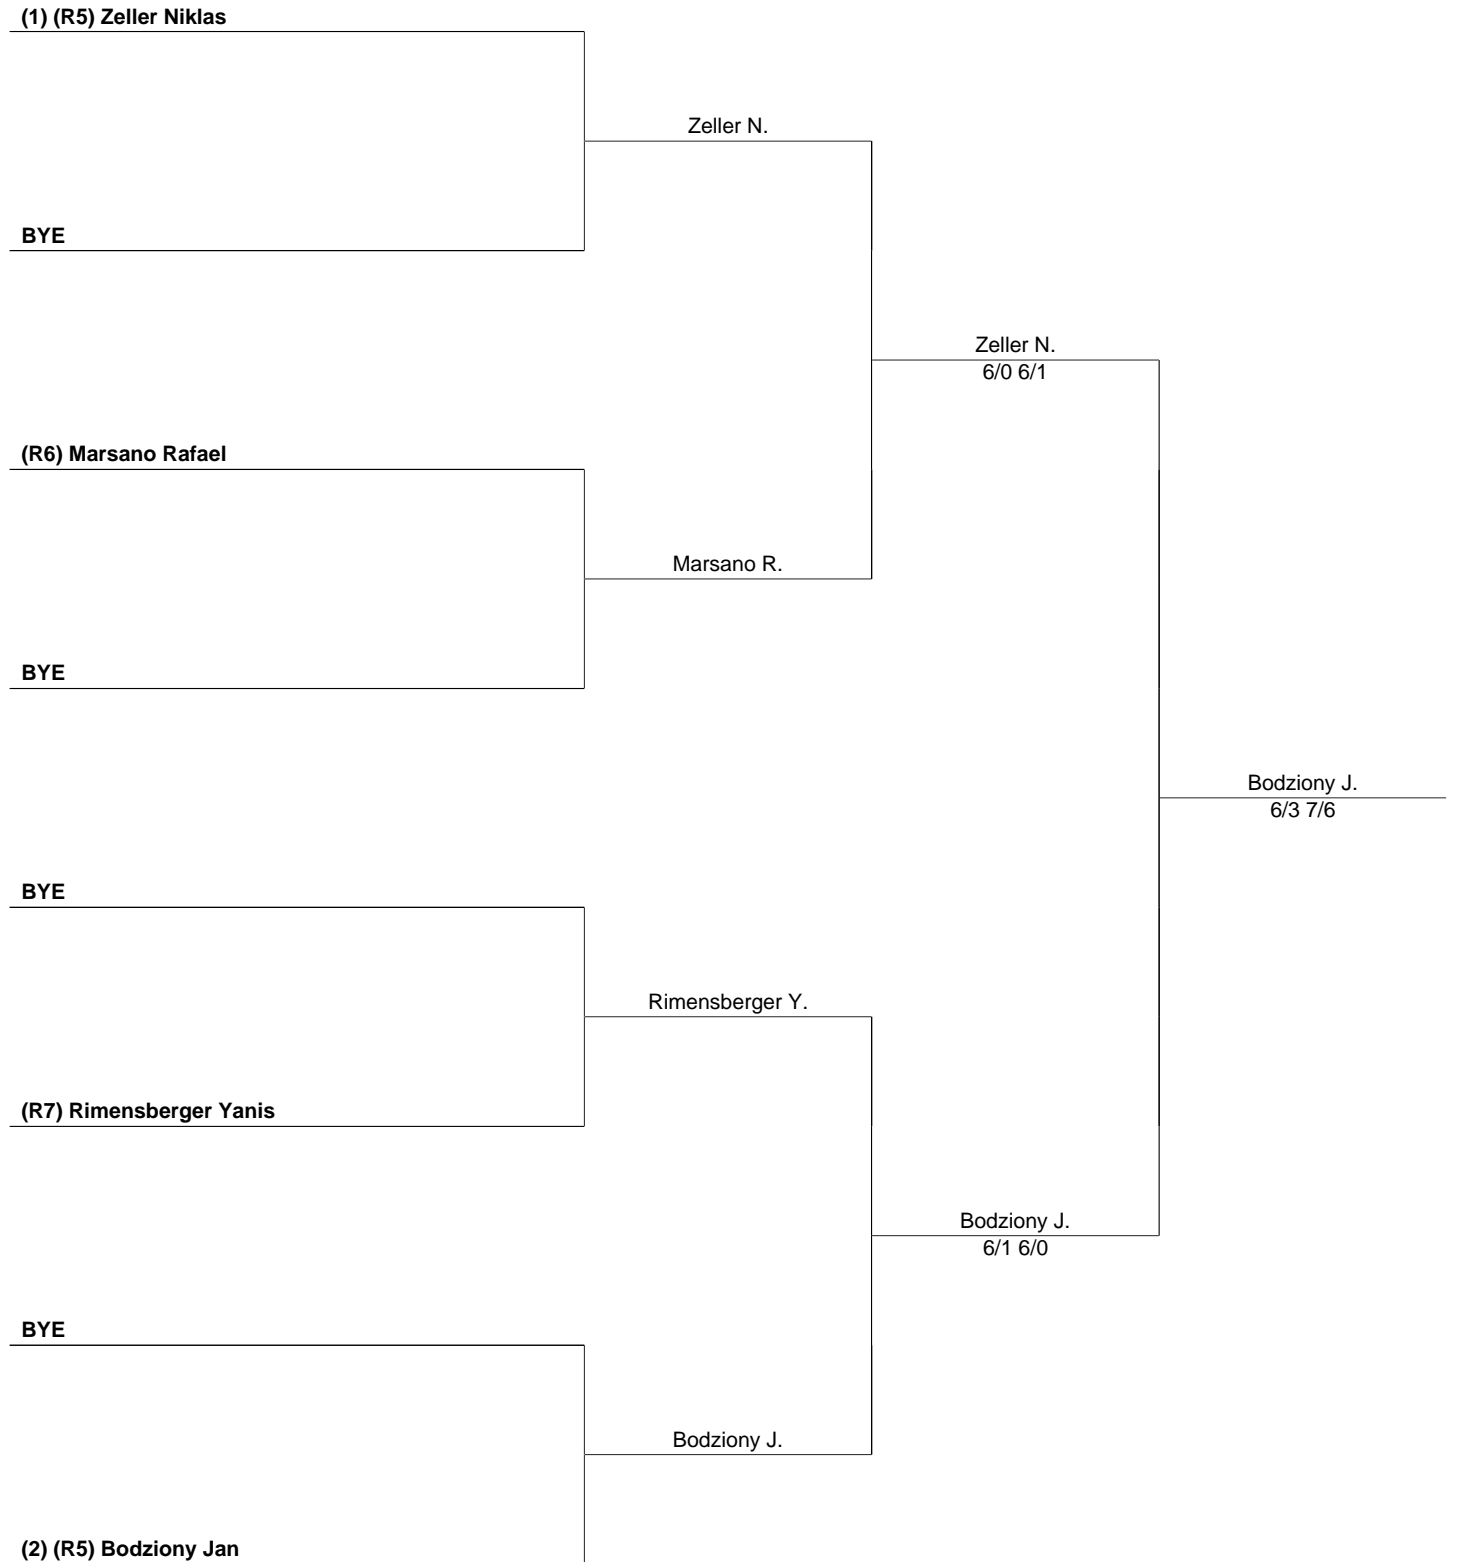 (1) (R5) Zeller Niklas
Zeller N.
BYE
Zeller N.
6/0 6/1
(R6) Marsano Rafael
Marsano R.
BYE
Bodziony J.
6/3 7/6
BYE
Rimensberger Y.
(R7) Rimensberger Yanis
Bodziony J.
6/1 6/0
BYE
Bodziony J.
(2) (R5) Bodziony Jan